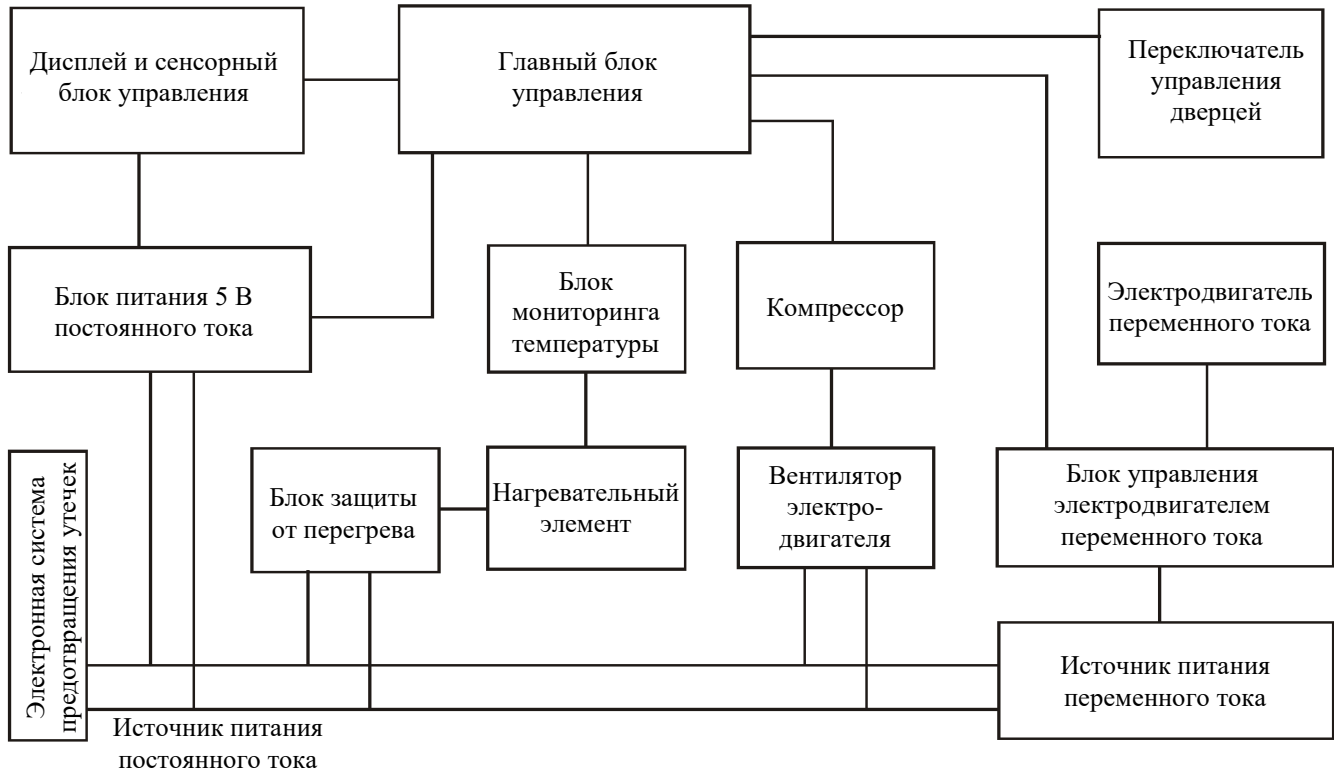 Дисплей и сенсорный
блок управления
Главный блок
управления
Переключатель
управления
дверцей
Блок питания 5 В
постоянного тока
Блок
мониторинга
температуры
Компрессор
Электродвигатель
переменного тока
Электронная система
предотвращения утечек
Блок защиты
от перегрева
Нагревательный
элемент
Вентилятор
электро-
двигателя
Блок управления
электродвигателем
переменного тока
Источник питания
переменного тока
Источник питания
постоянного тока